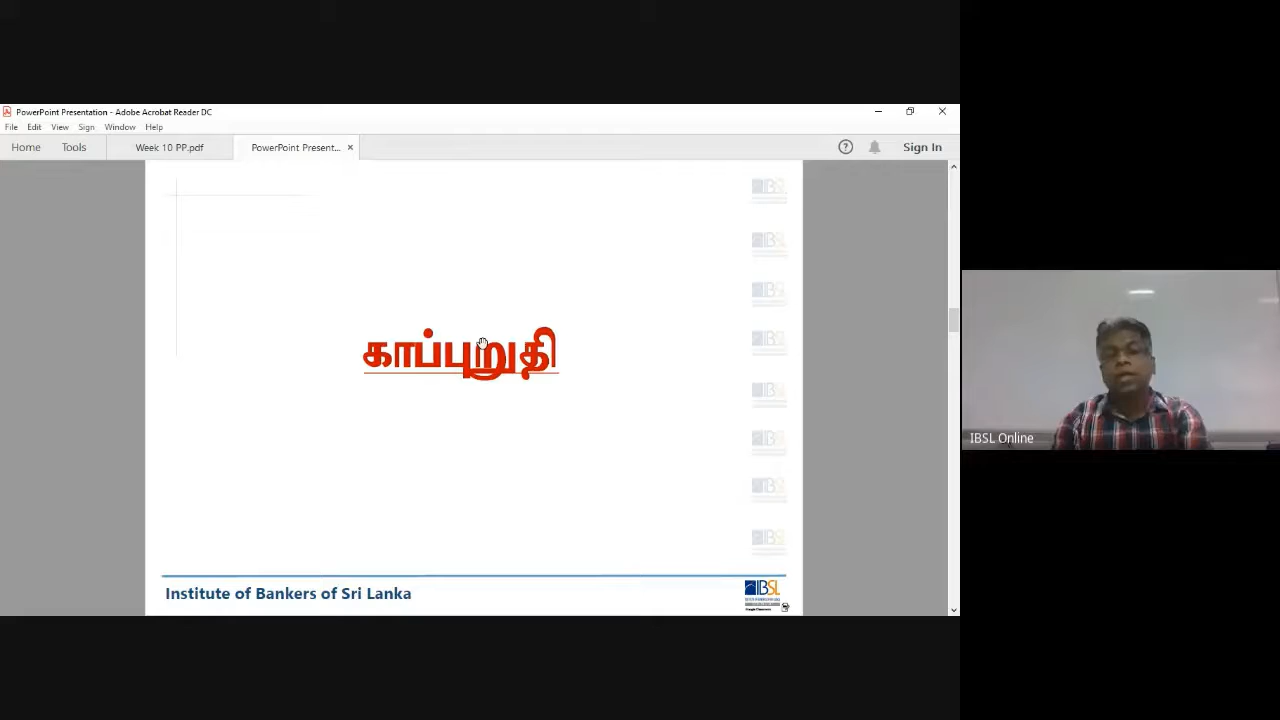 PowerPoint Presentation - Adobe Acrobat Reader DC
File Edit View Sign Window Help
Home Tools Week 10 PP.pdf PowerPoint Present... × ? Sign In
காப்புறுதி
Institute of Bankers of Sri Lanka
IBSL
IBSL Online